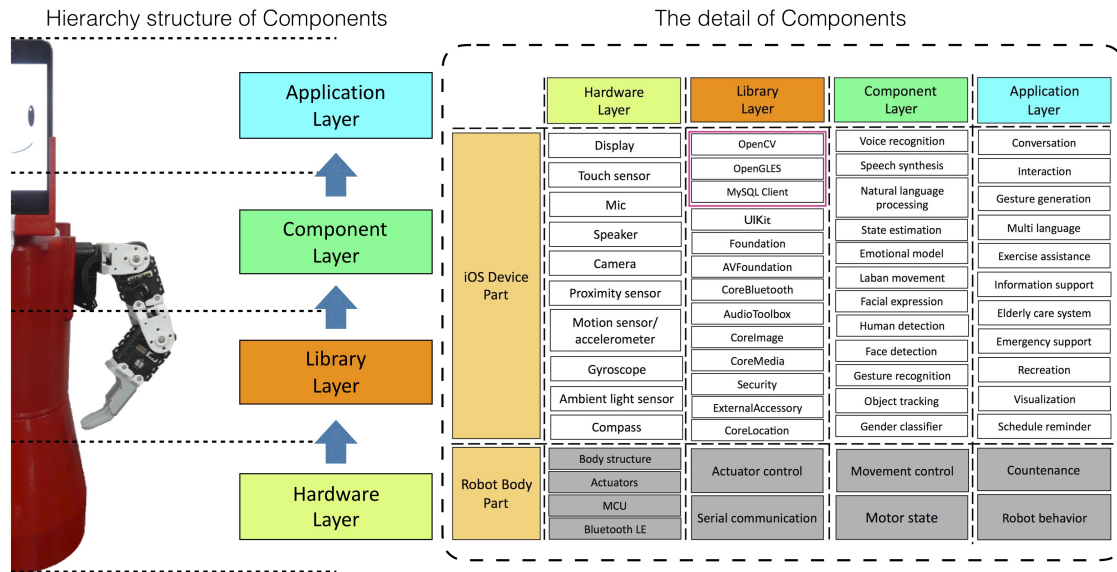 Hierarchy structure of Components
The detail of Components
Application
Layer
Component
Layer
Library
Layer
Hardware
Layer
Hardware
Layer
Library
Layer
Component
Layer
Application
Layer
iOS Device
Part
Display
Touch sensor
Mic
Speaker
Camera
Proximity sensor
Motion sensor/
accelerometer
Gyroscope
Ambient light sensor
Compass
OpenCV
OpenGLES
MySQL Client
UIKit
Foundation
AVFoundation
CoreBluetooth
AudioToolbox
CoreImage
CoreMedia
Security
ExternalAccessory
CoreLocation
Voice recognition
Speech synthesis
Natural language
processing
State estimation
Emotional model
Laban movement
Facial expression
Human detection
Face detection
Gesture recognition
Object tracking
Gender classifier
Conversation
Interaction
Gesture generation
Multi language
Exercise assistance
Information support
Elderly care system
Emergency support
Recreation
Visualization
Schedule reminder
Robot Body
Part
Body structure
Actuators
MCU
Bluetooth LE
Actuator control
Serial communication
Movement control
Motor state
Countenance
Robot behavior